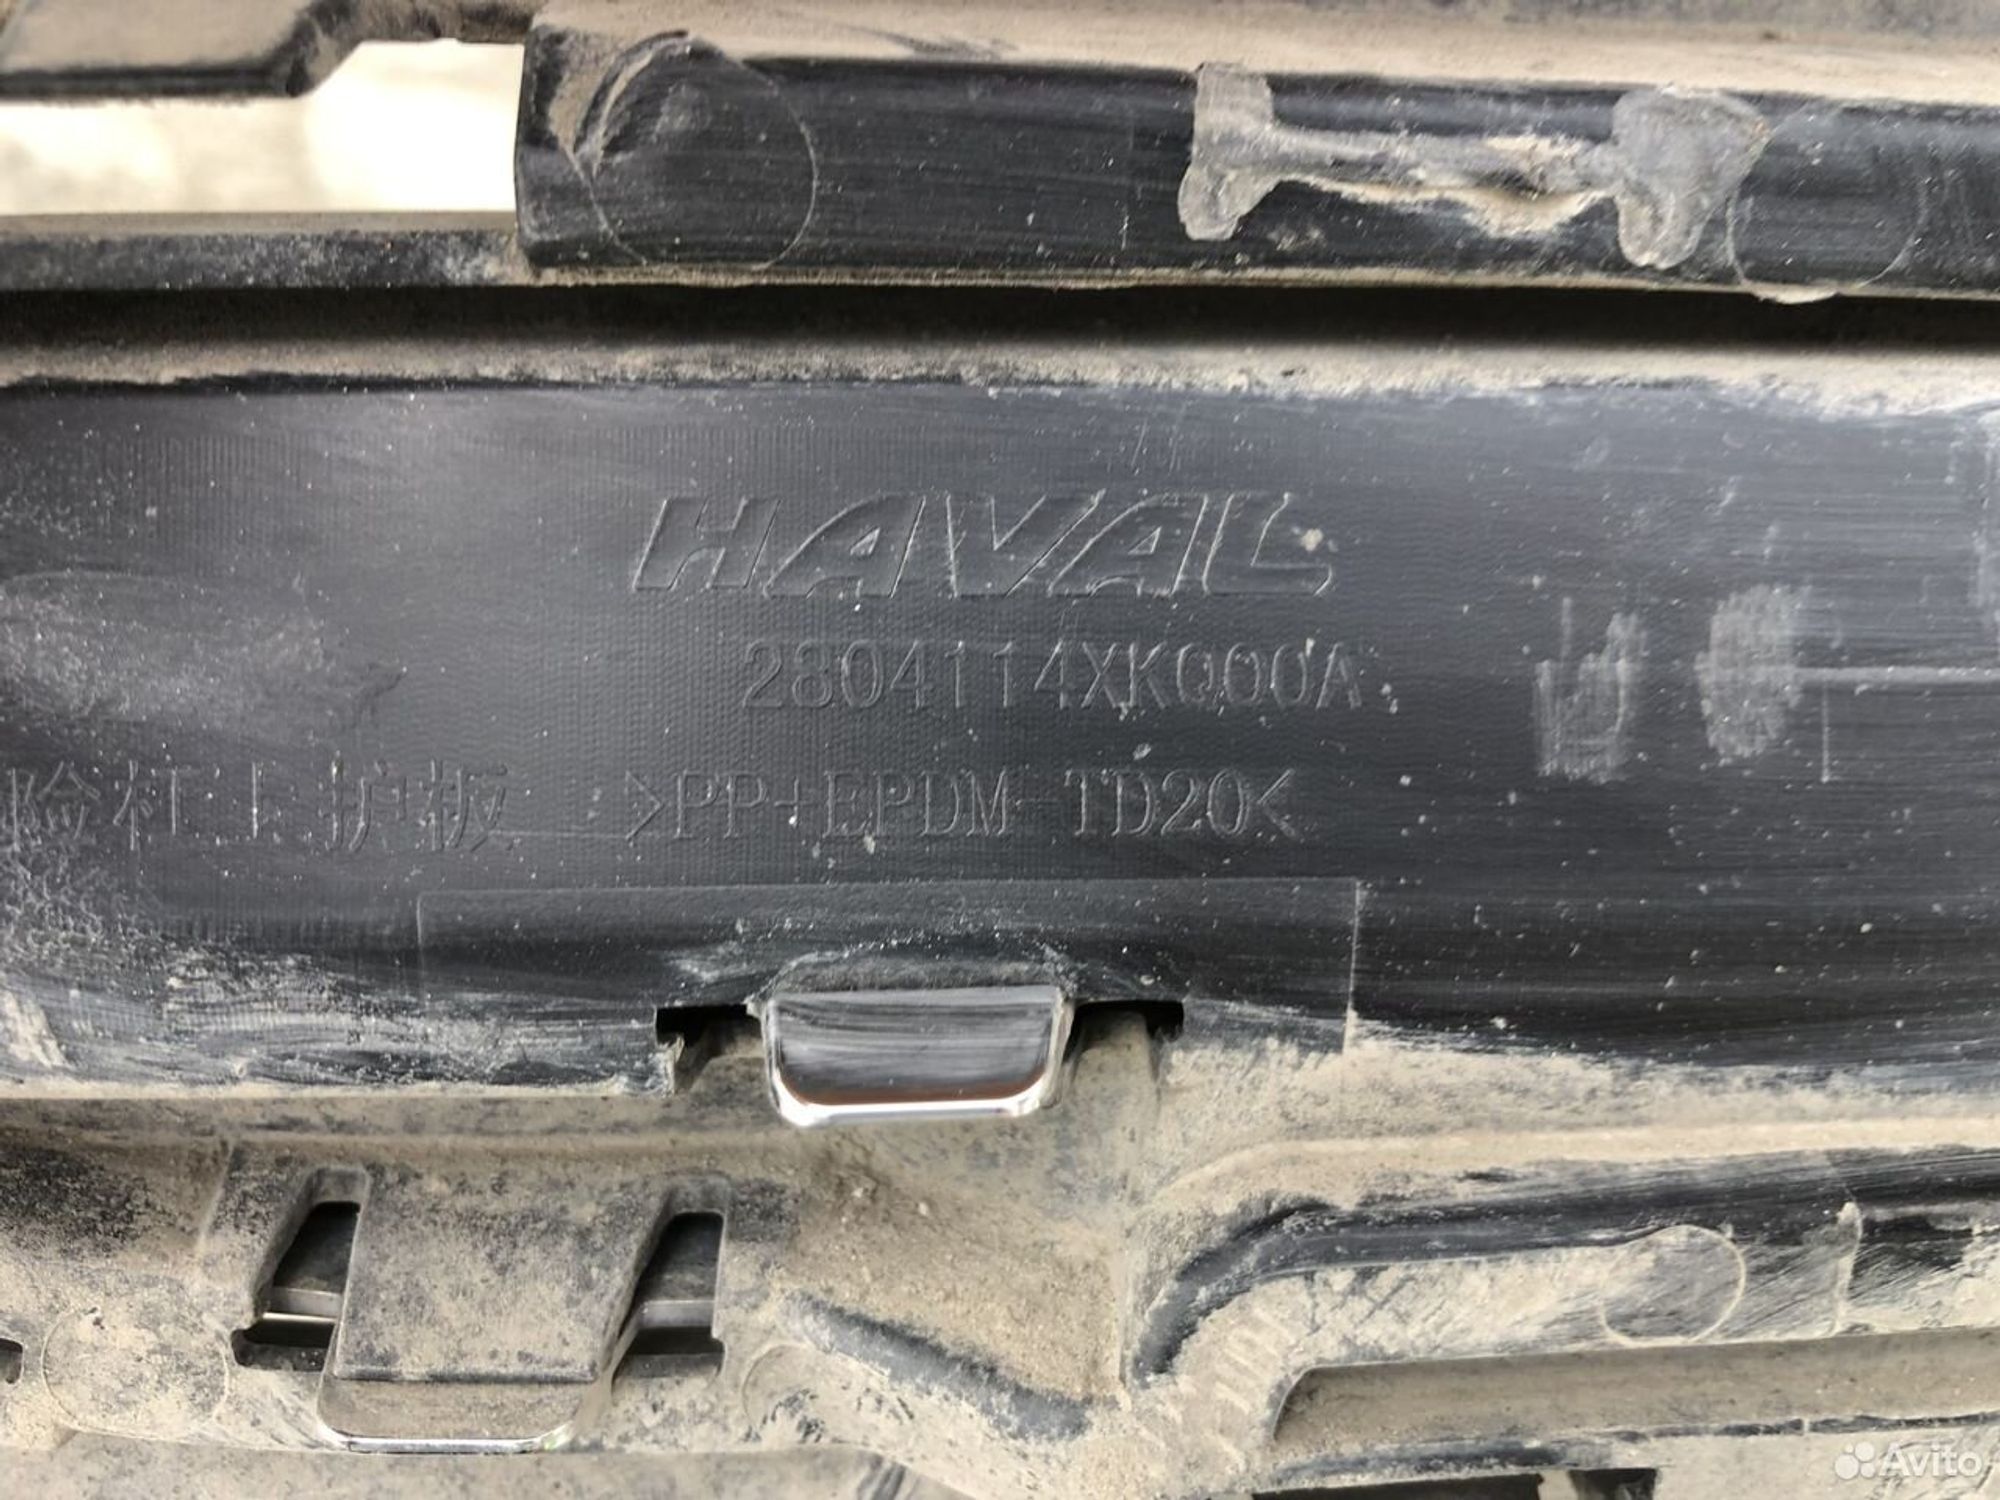 HAVAL
2804114XKQ00A
险杠上护板 >PP+EPDM-TD20<
Avito